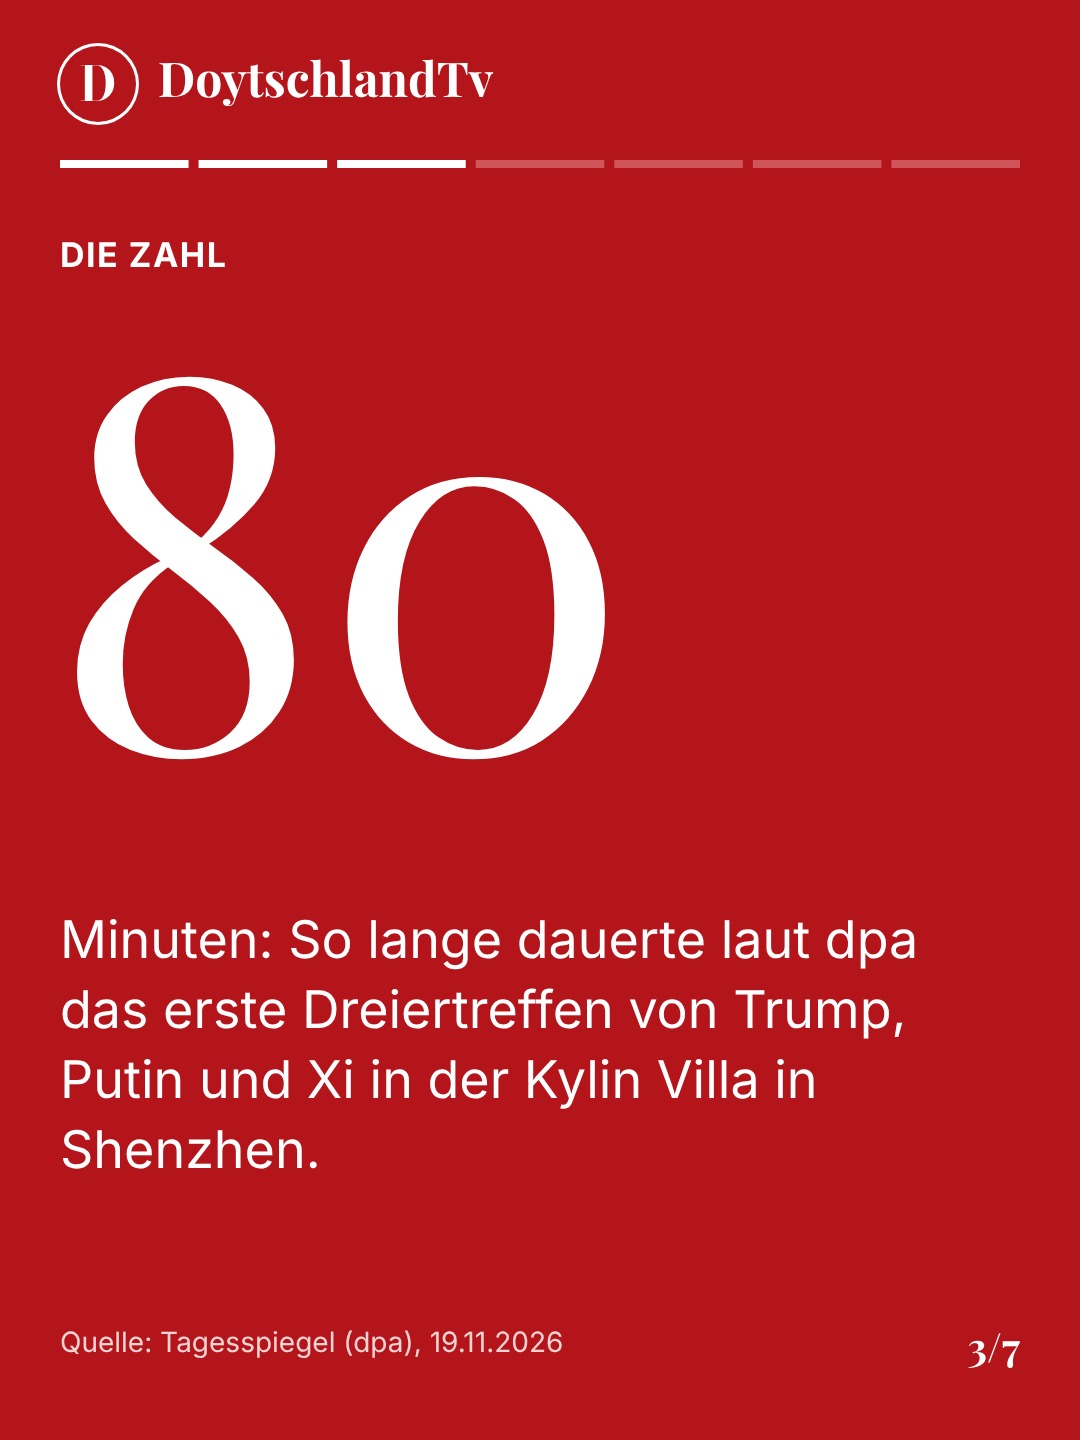 D DoytschlandTv
DIE ZAHL
80
Minuten: So lange dauerte laut dpa
das erste Dreiertreffen von Trump,
Putin und Xi in der Kylin Villa in
Shenzhen.
Quelle: Tagesspiegel (dpa), 19.11.2026
3/7